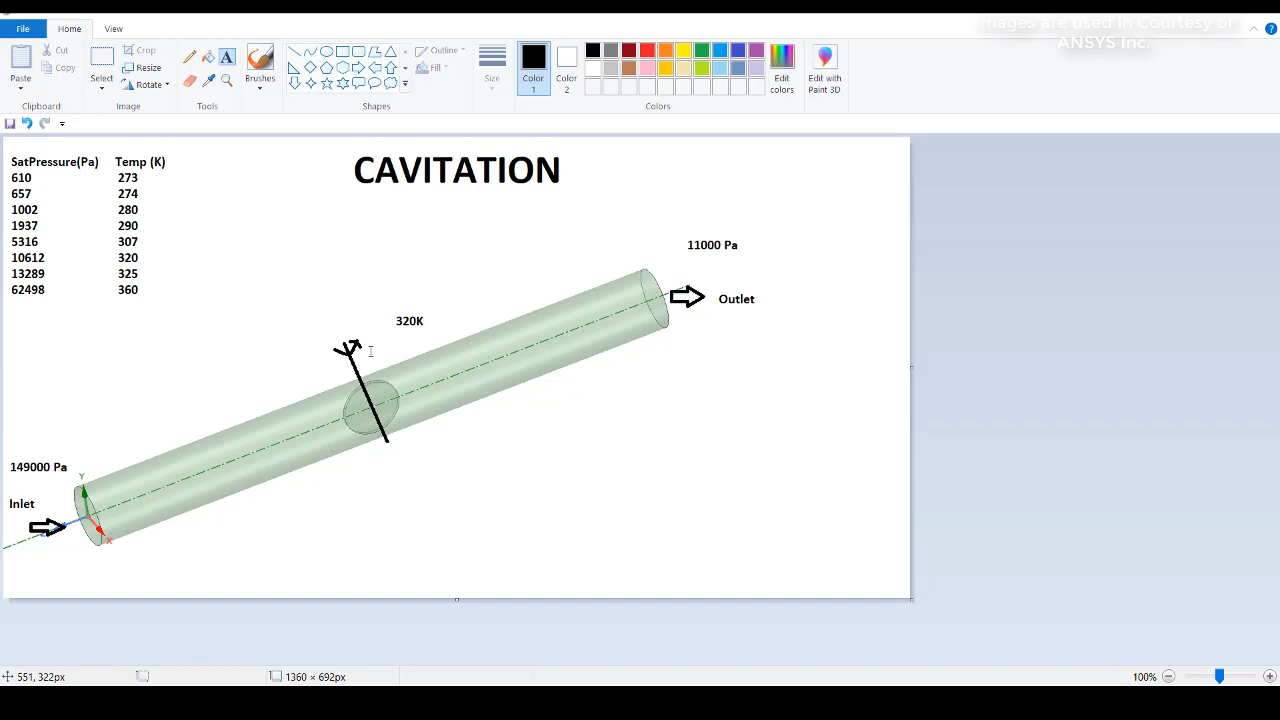 images are used in Courtesy of
ANSYS Inc.
File Home View
Cut
Copy
Paste
Clipboard
Select
Crop
Resize
Rotate
Image
Tools
Brushes
Outline
Fill
Shapes
Size
Color
1
Color
2
Edit
colors
Colors
Edit with
Paint 3D
SatPressure(Pa) Temp (K)
610 273
657 274
1002 280
1937 290
5316 307
10612 320
13289 325
62498 360
CAVITATION
11000 Pa
Outlet
320K
149000 Pa
Y
Inlet
X
551, 322px
1360 × 692px
100%